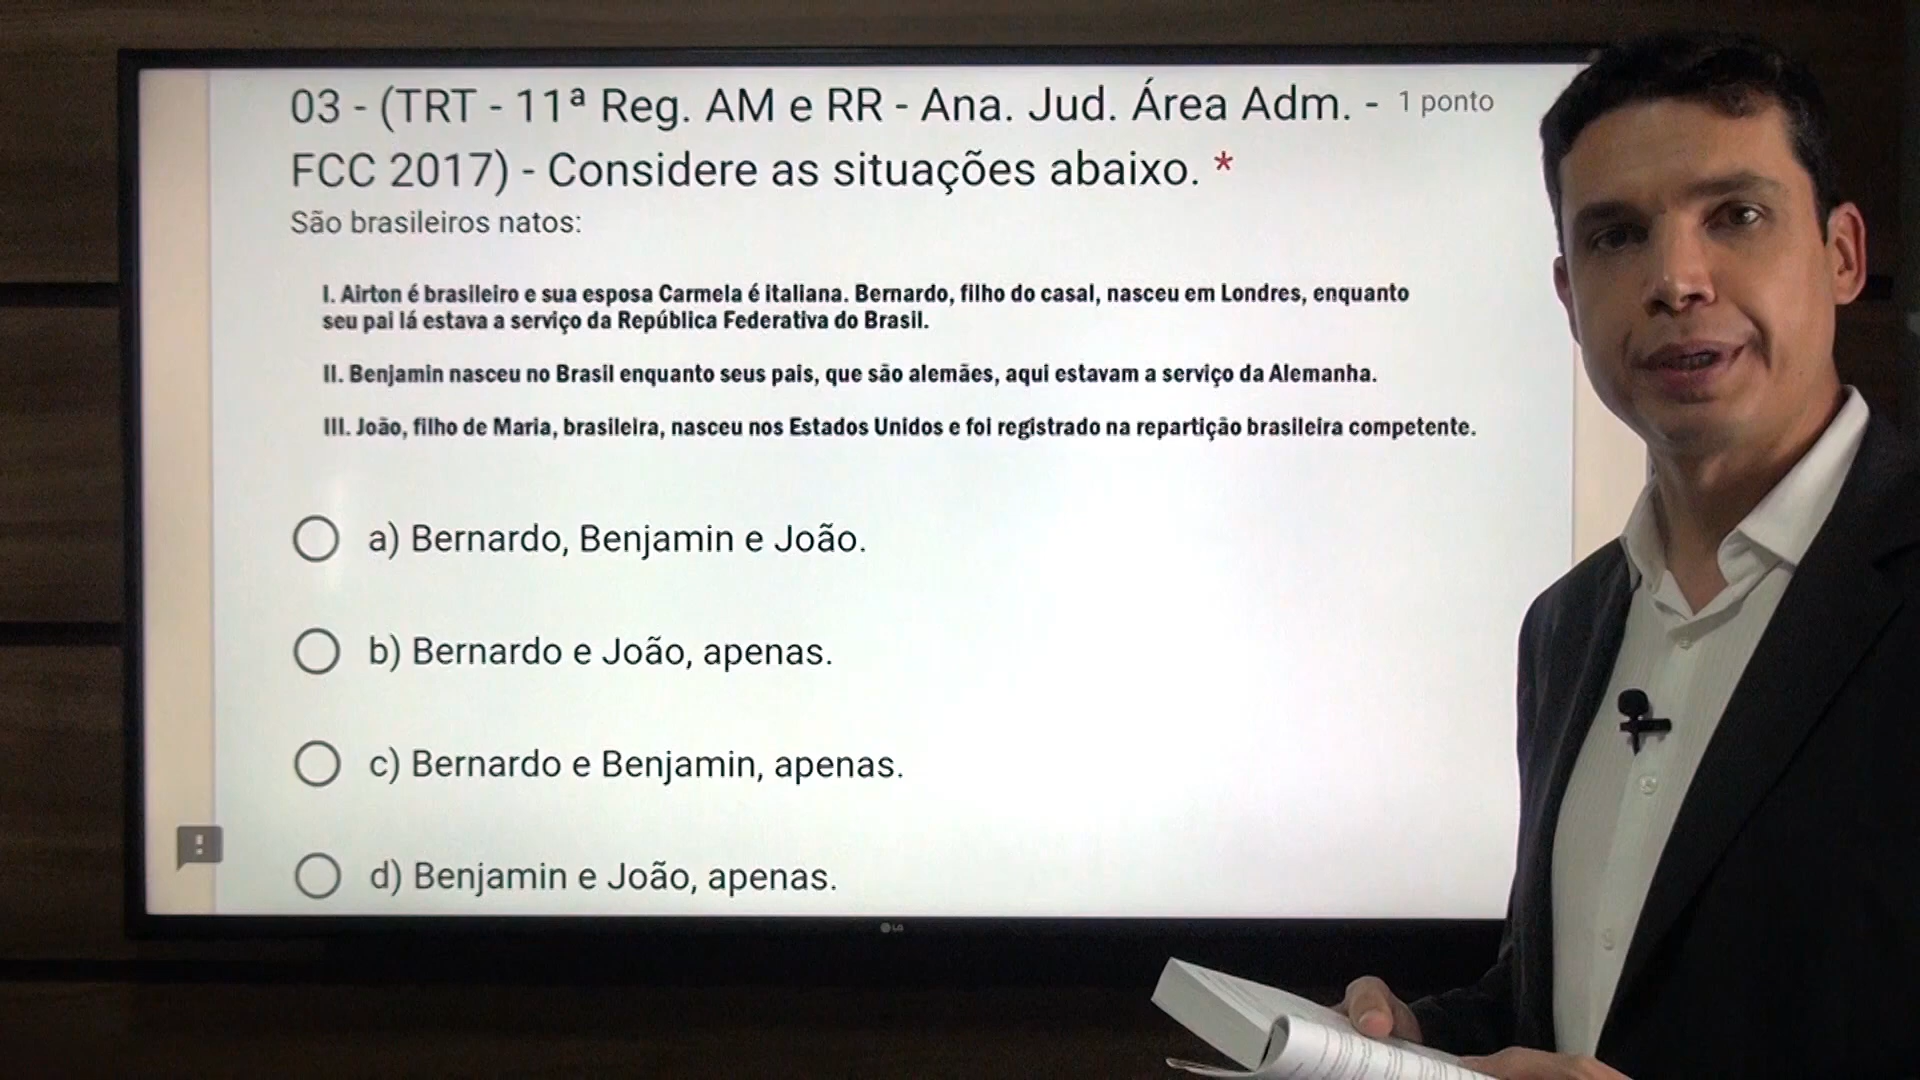 03 - (TRT - 11ª Reg. AM e RR - Ana. Jud. Área Adm. - 1 ponto
FCC 2017) - Considere as situações abaixo. *
São brasileiros natos:
I. Airton é brasileiro e sua esposa Carmela é italiana. Bernardo, filho do casal, nasceu em Londres, enquanto
seu pai lá estava a serviço da República Federativa do Brasil.
II. Benjamin nasceu no Brasil enquanto seus pais, que são alemães, aqui estavam a serviço da Alemanha.
III. João, filho de Maria, brasileira, nasceu nos Estados Unidos e foi registrado na repartição brasileira competente.
a) Bernardo, Benjamin e João.
b) Bernardo e João, apenas.
c) Bernardo e Benjamin, apenas.
d) Benjamin e João, apenas.
LG